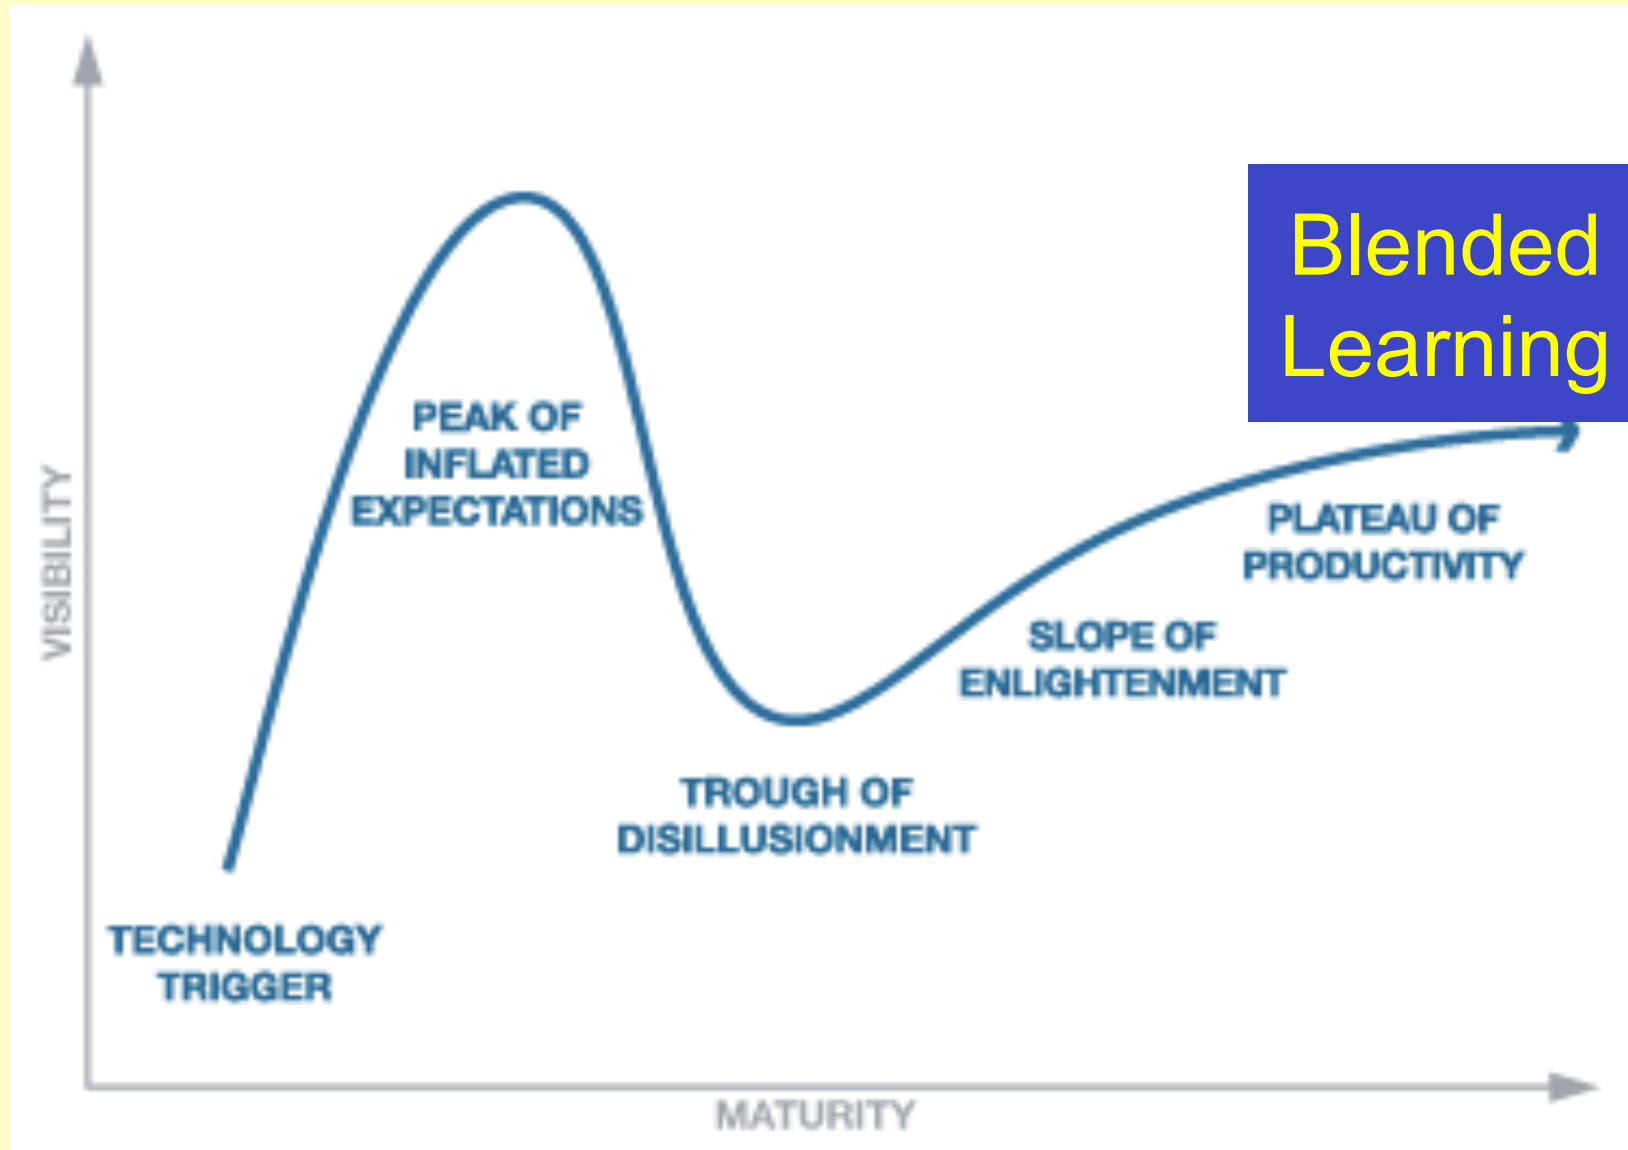 Blended
Learning
PEAK OF
INFLATED
EXPECTATIONS
PLATEAU OF
PRODUCTIVITY
VISIBILITY
SLOPE OF
ENLIGHTENMENT
TROUGH OF
DISILLUSIONMENT
TECHNOLOGY
TRIGGER
MATURITY